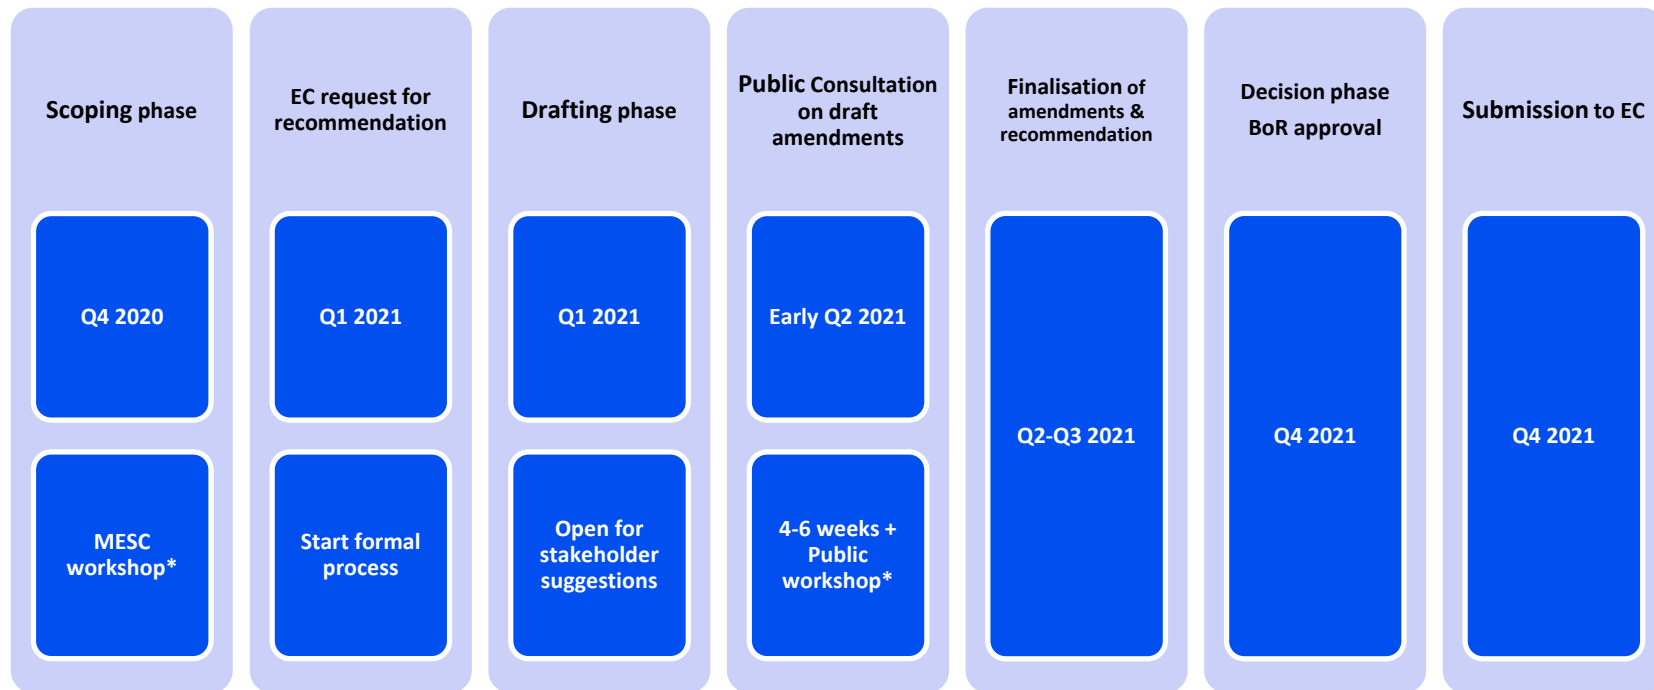 Scoping phase
Q4 2020
MESC
workshop*
EC request for
recommendation
Q1 2021
Start formal
process
Drafting phase
Q1 2021
Open for
stakeholder
suggestions
Public Consultation
on draft
amendments
Early Q2 2021
4-6 weeks +
Public
workshop*
Finalisation of
amendments &
recommendation
Q2-Q3 2021
Decision phase
BoR approval
Q4 2021
Submission to EC
Q4 2021